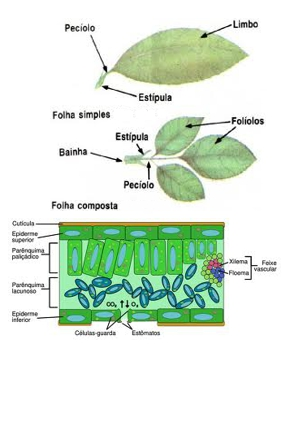 Limbo
Pecíolo
Estípula
Folha simples
Folíolos
Estípula
Bainha
Pecíolo
Folha composta
Cutícula
Epiderme
superior
Parênquima
paliçádico
Xilema
Floema
Feixe
vascular
Parênquima
lacunoso
CO₂ O₂
Epiderme
inferior
Células-guarda
Estômatos